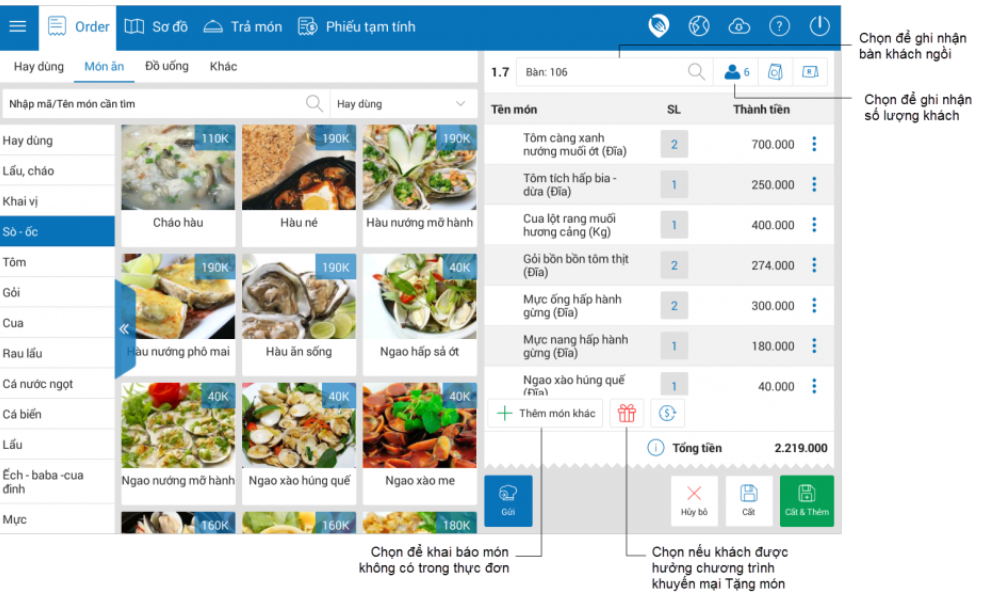 Order Sơ đồ Trả món Phiếu tạm tính
Hay dùng Món ăn Đồ uống Khác
Nhập mã/Tên món cần tìm Hay dùng
Hay dùng
Lẩu, cháo
Khai vị
Sò - ốc
Tôm
Gỏi
Cua
Rau lẩu
Cá nước ngọt
Cá biển
Lẩu
Ếch - baba -cua
đinh
Mực
110K 190K 190K
Cháo hàu Hàu né Hàu nướng mỡ hành
190K 190K 40K
Hàu nướng phô mai Hàu ăn sống Ngao hấp sả ớt
40K 40K 40K
Ngao nướng mỡ hành Ngao xào húng quế Ngao xào me
160K 160K 180K
1.7 Bàn: 106 6
Tên món SL Thành tiền
Tôm càng xanh
nướng muối ớt (Đĩa) 2 700.000
Tôm tích hấp bia -
dừa (Đĩa) 1 250.000
Cua lột rang muối
hương cảng (Kg) 1 400.000
Gỏi bồn bồn tôm thịt
(Đĩa) 2 274.000
Mực ống hấp hành
gừng (Đĩa) 2 300.000
Mực nang hấp hành
gừng (Đĩa) 1 180.000
Ngao xào húng quế
(Đĩa) 1 40.000
Thêm món khác
Tổng tiền 2.219.000
Gửi Hủy bỏ Cất Cất & Thêm
Chọn để ghi nhận
bàn khách ngồi
Chọn để ghi nhận
số lượng khách
Chọn để khai báo món
không có trong thực đơn
Chọn nếu khách được
hưởng chương trình
khuyến mại Tặng món